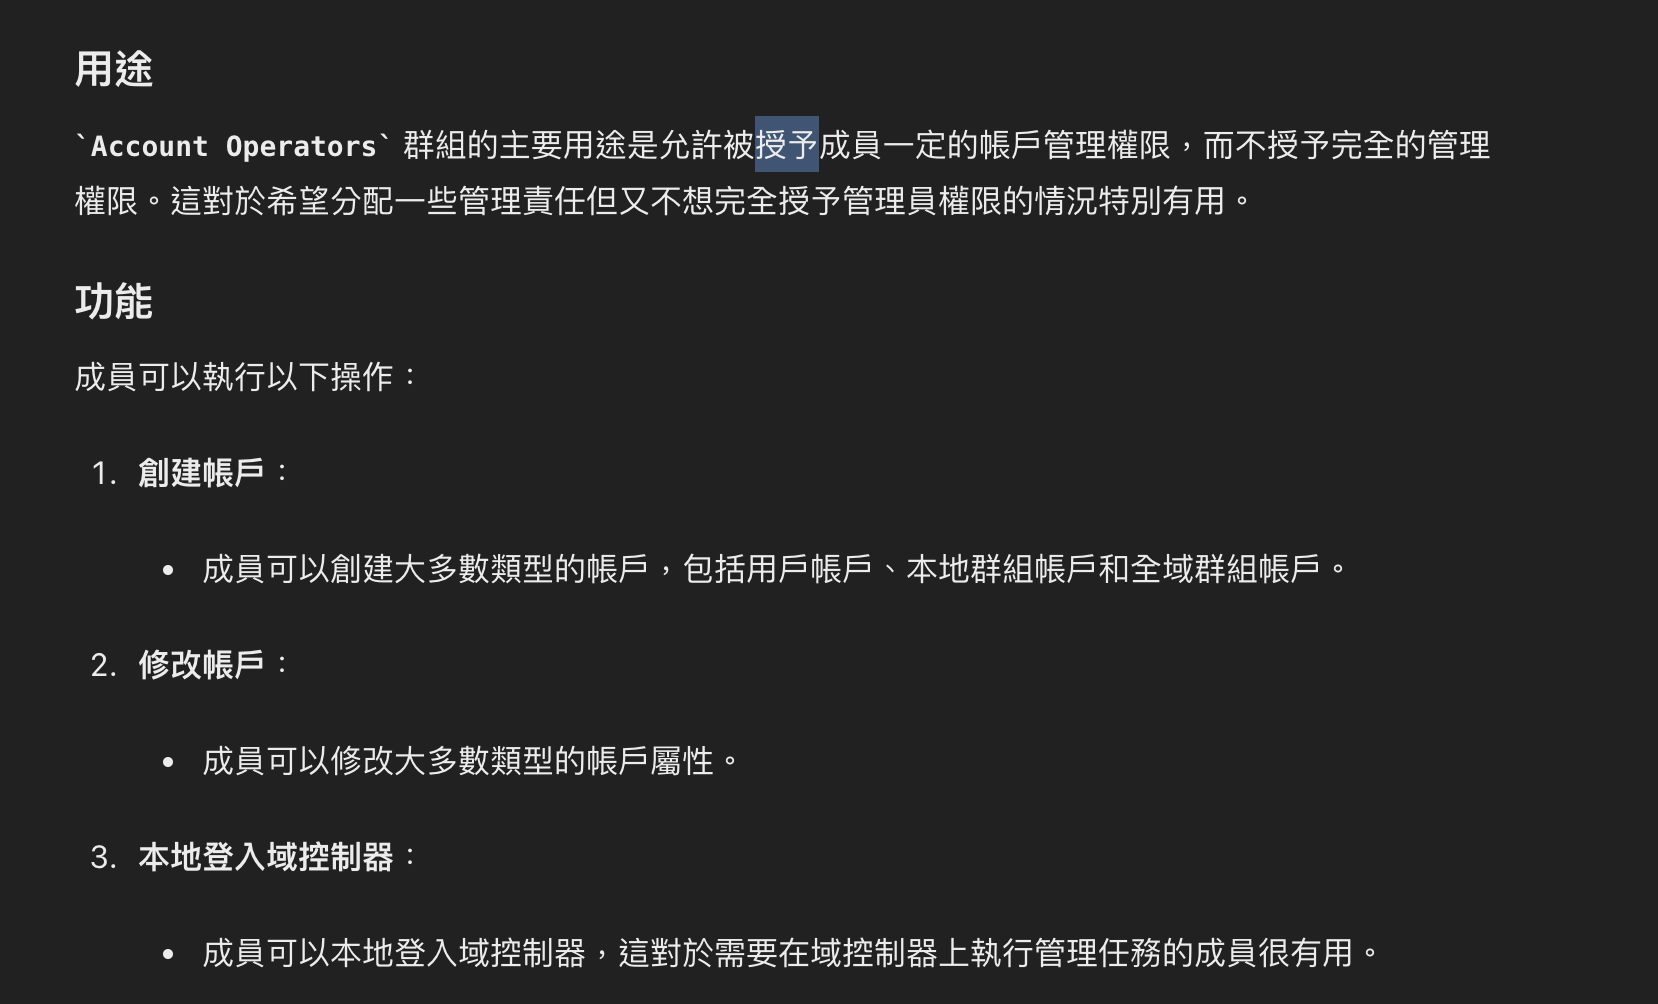 用途
`Account Operators` 群組的主要用途是允許被授予成員一定的帳戶管理權限，而不授予完全的管理
權限。這對於希望分配一些管理責任但又不想完全授予管理員權限的情況特別有用。
功能
成員可以執行以下操作：
1. 創建帳戶：
• 成員可以創建大多數類型的帳戶，包括用戶帳戶、本地群組帳戶和全域群組帳戶。
2. 修改帳戶：
• 成員可以修改大多數類型的帳戶屬性。
3. 本地登入域控制器：
• 成員可以本地登入域控制器，這對於需要在域控制器上執行管理任務的成員很有用。